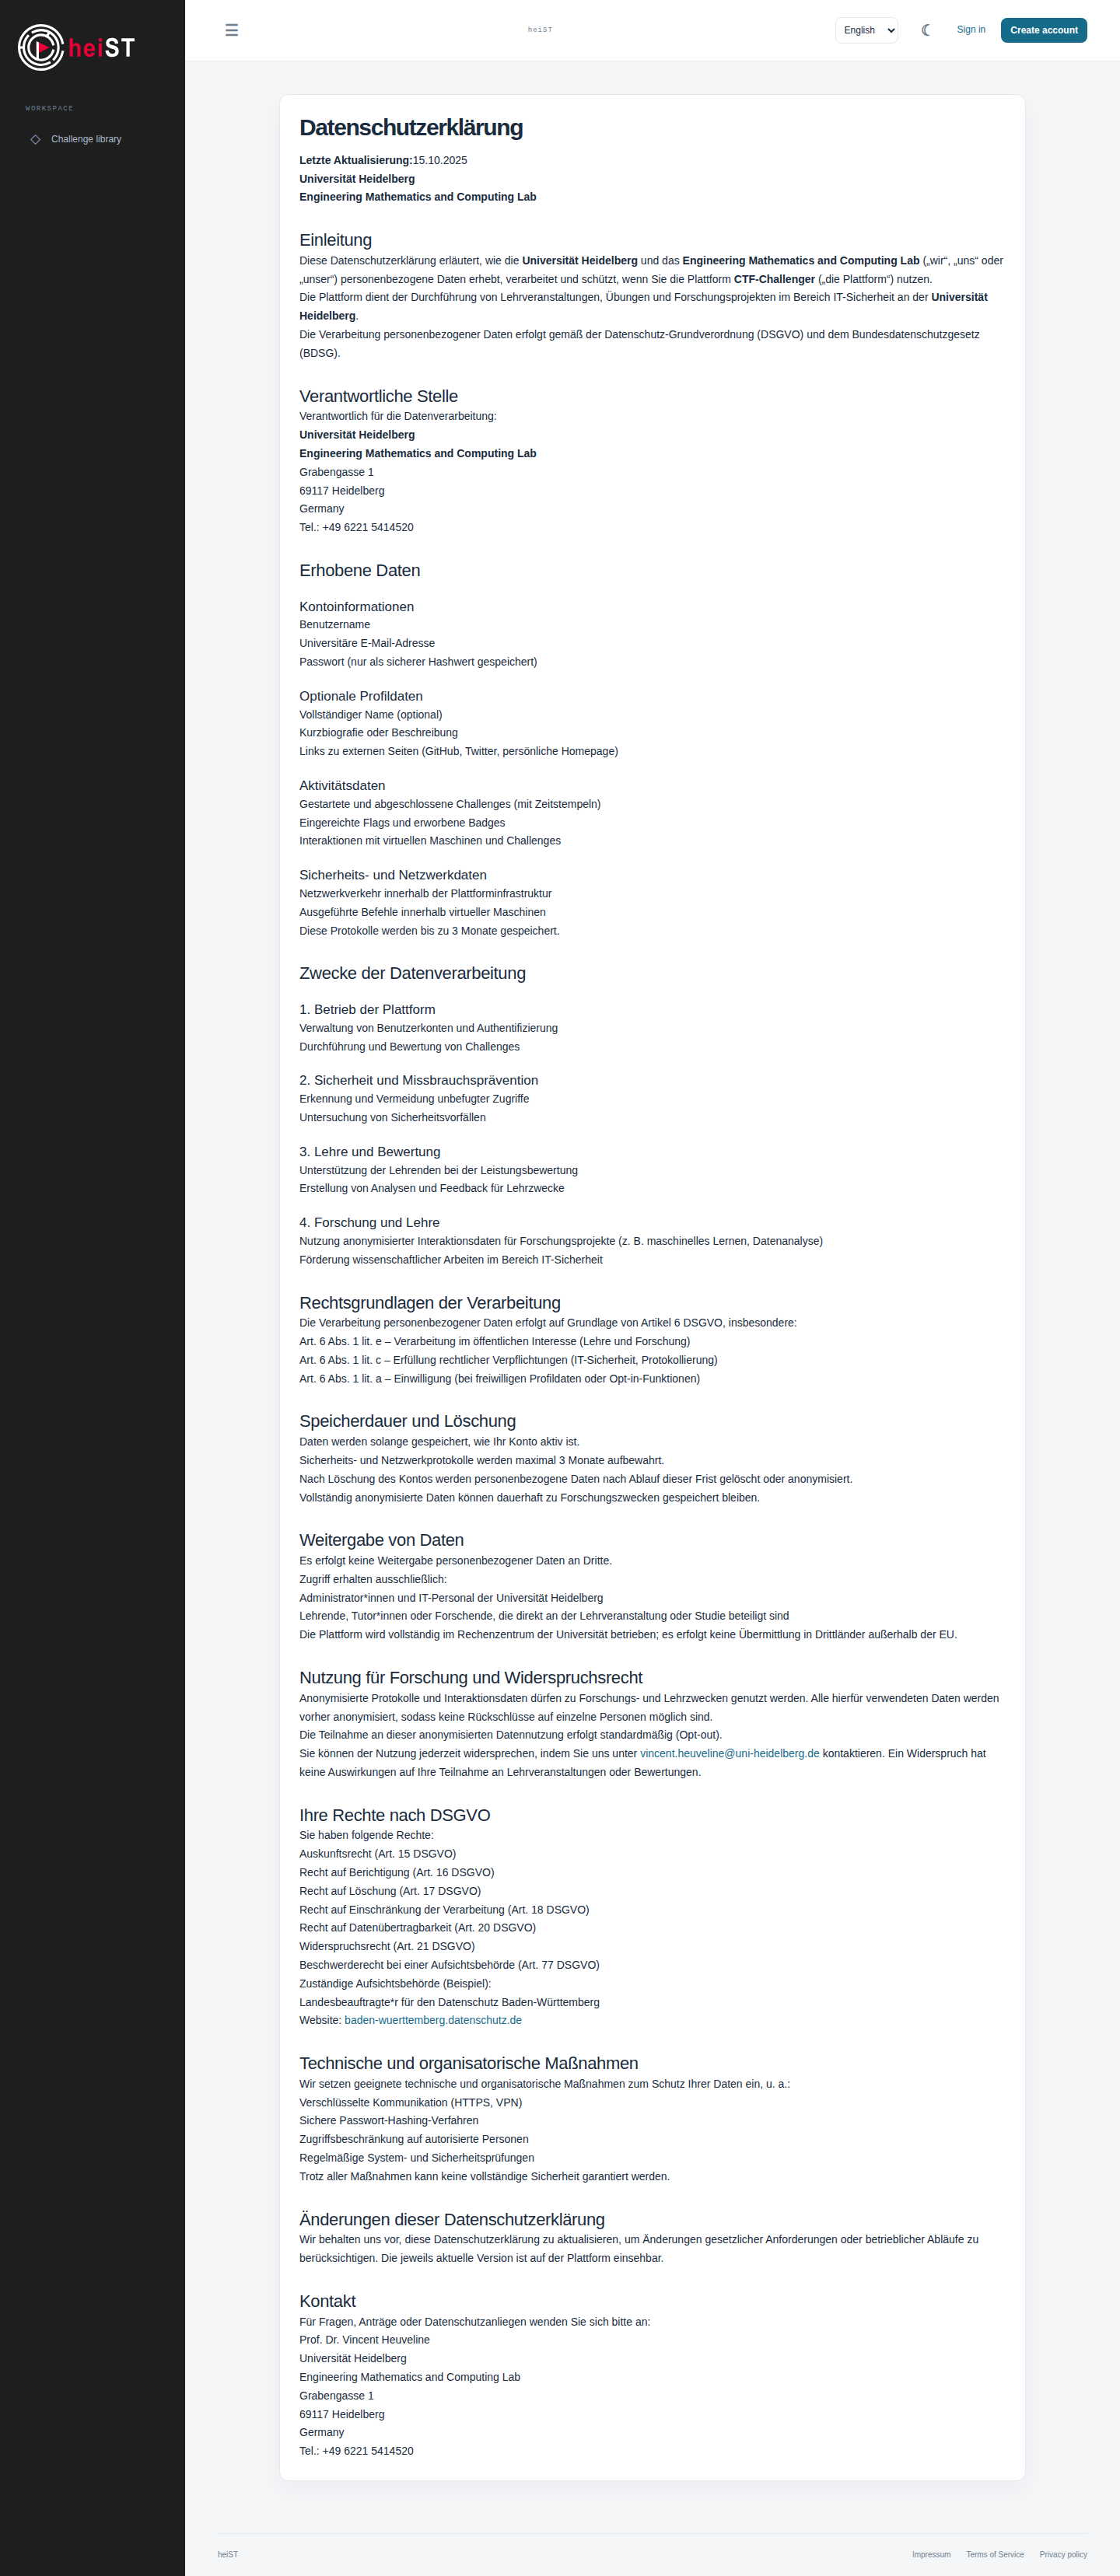 heiST
WORKSPACE
Challenge library
heiST
English
Sign in
Create account
Datenschutzerklärung
Letzte Aktualisierung:15.10.2025
Universität Heidelberg
Engineering Mathematics and Computing Lab
Einleitung
Diese Datenschutzerklärung erläutert, wie die Universität Heidelberg und das Engineering Mathematics and Computing Lab („wir“, „uns“ oder
„unser“) personenbezogene Daten erhebt, verarbeitet und schützt, wenn Sie die Plattform CTF-Challenger („die Plattform“) nutzen.
Die Plattform dient der Durchführung von Lehrveranstaltungen, Übungen und Forschungsprojekten im Bereich IT-Sicherheit an der Universität
Heidelberg.
Die Verarbeitung personenbezogener Daten erfolgt gemäß der Datenschutz-Grundverordnung (DSGVO) und dem Bundesdatenschutzgesetz
(BDSG).
Verantwortliche Stelle
Verantwortlich für die Datenverarbeitung:
Universität Heidelberg
Engineering Mathematics and Computing Lab
Grabengasse 1
69117 Heidelberg
Germany
Tel.: +49 6221 5414520
Erhobene Daten
Kontoinformationen
Benutzername
Universitäre E-Mail-Adresse
Passwort (nur als sicherer Hashwert gespeichert)
Optionale Profildaten
Vollständiger Name (optional)
Kurzbiografie oder Beschreibung
Links zu externen Seiten (GitHub, Twitter, persönliche Homepage)
Aktivitätsdaten
Gestartete und abgeschlossene Challenges (mit Zeitstempeln)
Eingereichte Flags und erworbene Badges
Interaktionen mit virtuellen Maschinen und Challenges
Sicherheits- und Netzwerkdaten
Netzwerkverkehr innerhalb der Plattforminfrastruktur
Ausgeführte Befehle innerhalb virtueller Maschinen
Diese Protokolle werden bis zu 3 Monate gespeichert.
Zwecke der Datenverarbeitung
1. Betrieb der Plattform
Verwaltung von Benutzerkonten und Authentifizierung
Durchführung und Bewertung von Challenges
2. Sicherheit und Missbrauchsprävention
Erkennung und Vermeidung unbefugter Zugriffe
Untersuchung von Sicherheitsvorfällen
3. Lehre und Bewertung
Unterstützung der Lehrenden bei der Leistungsbewertung
Erstellung von Analysen und Feedback für Lehrzwecke
4. Forschung und Lehre
Nutzung anonymisierter Interaktionsdaten für Forschungsprojekte (z. B. maschinelles Lernen, Datenanalyse)
Förderung wissenschaftlicher Arbeiten im Bereich IT-Sicherheit
Rechtsgrundlagen der Verarbeitung
Die Verarbeitung personenbezogener Daten erfolgt auf Grundlage von Artikel 6 DSGVO, insbesondere:
Art. 6 Abs. 1 lit. e – Verarbeitung im öffentlichen Interesse (Lehre und Forschung)
Art. 6 Abs. 1 lit. c – Erfüllung rechtlicher Verpflichtungen (IT-Sicherheit, Protokollierung)
Art. 6 Abs. 1 lit. a – Einwilligung (bei freiwilligen Profildaten oder Opt-in-Funktionen)
Speicherdauer und Löschung
Daten werden solange gespeichert, wie Ihr Konto aktiv ist.
Sicherheits- und Netzwerkprotokolle werden maximal 3 Monate aufbewahrt.
Nach Löschung des Kontos werden personenbezogene Daten nach Ablauf dieser Frist gelöscht oder anonymisiert.
Vollständig anonymisierte Daten können dauerhaft zu Forschungszwecken gespeichert bleiben.
Weitergabe von Daten
Es erfolgt keine Weitergabe personenbezogener Daten an Dritte.
Zugriff erhalten ausschließlich:
Administrator*innen und IT-Personal der Universität Heidelberg
Lehrende, Tutor*innen oder Forschende, die direkt an der Lehrveranstaltung oder Studie beteiligt sind
Die Plattform wird vollständig im Rechenzentrum der Universität betrieben; es erfolgt keine Übermittlung in Drittländer außerhalb der EU.
Nutzung für Forschung und Widerspruchsrecht
Anonymisierte Protokolle und Interaktionsdaten dürfen zu Forschungs- und Lehrzwecken genutzt werden. Alle hierfür verwendeten Daten werden
vorher anonymisiert, sodass keine Rückschlüsse auf einzelne Personen möglich sind.
Die Teilnahme an dieser anonymisierten Datennutzung erfolgt standardmäßig (Opt-out).
Sie können der Nutzung jederzeit widersprechen, indem Sie uns unter vincent.heuveline@uni-heidelberg.de kontaktieren. Ein Widerspruch hat
keine Auswirkungen auf Ihre Teilnahme an Lehrveranstaltungen oder Bewertungen.
Ihre Rechte nach DSGVO
Sie haben folgende Rechte:
Auskunftsrecht (Art. 15 DSGVO)
Recht auf Berichtigung (Art. 16 DSGVO)
Recht auf Löschung (Art. 17 DSGVO)
Recht auf Einschränkung der Verarbeitung (Art. 18 DSGVO)
Recht auf Datenübertragbarkeit (Art. 20 DSGVO)
Widerspruchsrecht (Art. 21 DSGVO)
Beschwerderecht bei einer Aufsichtsbehörde (Art. 77 DSGVO)
Zuständige Aufsichtsbehörde (Beispiel):
Landesbeauftragte*r für den Datenschutz Baden-Württemberg
Website: baden-wuerttemberg.datenschutz.de
Technische und organisatorische Maßnahmen
Wir setzen geeignete technische und organisatorische Maßnahmen zum Schutz Ihrer Daten ein, u. a.:
Verschlüsselte Kommunikation (HTTPS, VPN)
Sichere Passwort-Hashing-Verfahren
Zugriffsbeschränkung auf autorisierte Personen
Regelmäßige System- und Sicherheitsprüfungen
Trotz aller Maßnahmen kann keine vollständige Sicherheit garantiert werden.
Änderungen dieser Datenschutzerklärung
Wir behalten uns vor, diese Datenschutzerklärung zu aktualisieren, um Änderungen gesetzlicher Anforderungen oder betrieblicher Abläufe zu
berücksichtigen. Die jeweils aktuelle Version ist auf der Plattform einsehbar.
Kontakt
Für Fragen, Anträge oder Datenschutzanliegen wenden Sie sich bitte an:
Prof. Dr. Vincent Heuveline
Universität Heidelberg
Engineering Mathematics and Computing Lab
Grabengasse 1
69117 Heidelberg
Germany
Tel.: +49 6221 5414520
heiST
Impressum
Terms of Service
Privacy policy